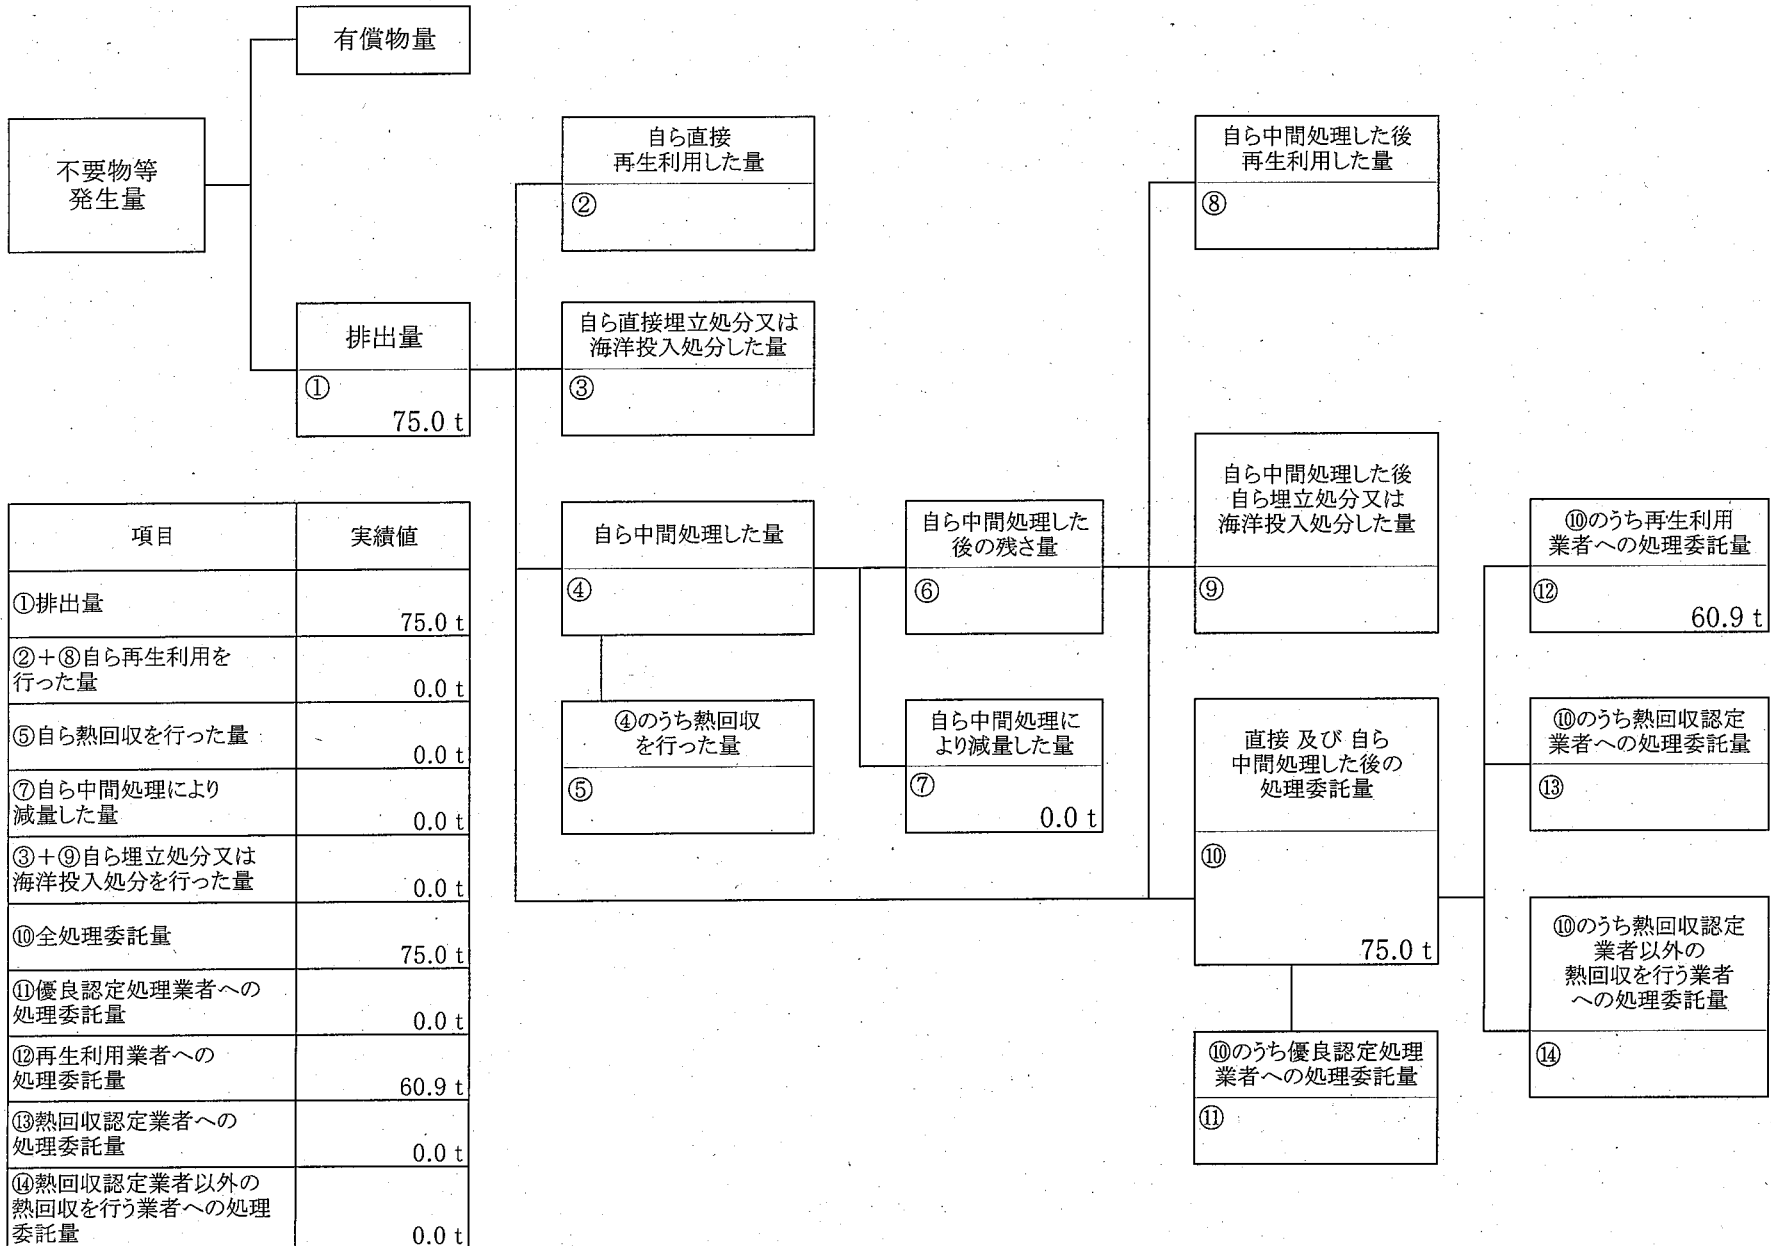 有償物量
不要物等
発生量
排出量
①
75.0 t
自ら直接
再生利用した量
②
自ら直接埋立処分又は
海洋投入処分した量
③
自ら中間処理した量
④
④のうち熱回収
を行った量
⑤
自ら中間処理した
後の残さ量
⑥
自ら中間処理に
より減量した量
⑦
0.0 t
自ら中間処理した後
再生利用した量
⑧
自ら中間処理した後
自ら埋立処分又は
海洋投入処分した量
⑨
直接 及び 自ら
中間処理した後の
処理委託量
⑩
75.0 t
⑩のうち優良認定処理
業者への処理委託量
⑪
⑩のうち再生利用
業者への処理委託量
⑫
60.9 t
⑩のうち熱回収認定
業者への処理委託量
⑬
⑩のうち熱回収認定
業者以外の
熱回収を行う業者
への処理委託量
⑭
項目 実績値
①排出量
75.0 t
②+⑧自ら再生利用を
行った量
0.0 t
⑤自ら熱回収を行った量
0.0 t
⑦自ら中間処理により
減量した量
0.0 t
③+⑨自ら埋立処分又は
海洋投入処分を行った量
0.0 t
⑩全処理委託量
75.0 t
⑪優良認定処理業者への
処理委託量
0.0 t
⑫再生利用業者への
処理委託量
60.9 t
⑬熱回収認定業者への
処理委託量
0.0 t
⑭熱回収認定業者以外の
熱回収を行う業者への処理
委託量
0.0 t